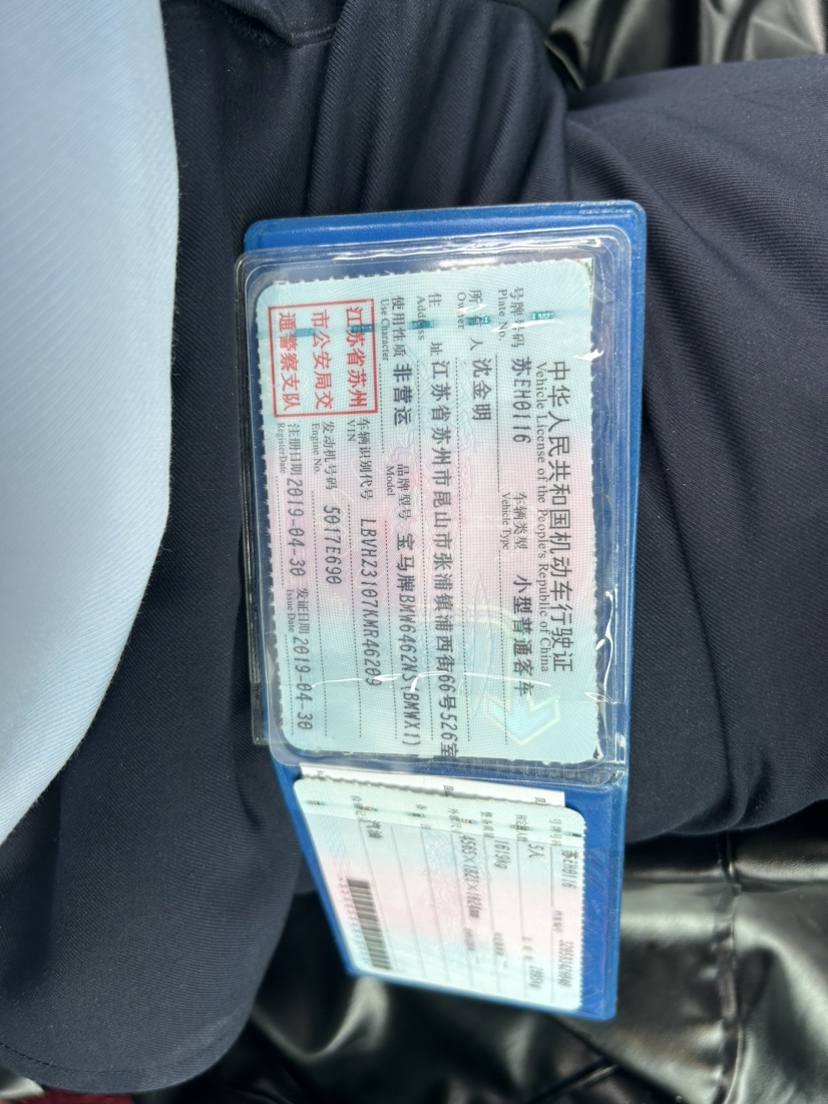 中华人民共和国机动车行驶证
Vehicle License of the People's Republic of China
号牌号码 苏EH0116 车辆类型 小型普通客车
Plate No. Vehicle Type
所有人 沈金明
Owner
住址 江苏省苏州市昆山市张浦镇浦西街66号526室
Address
使用性质 非营运 品牌型号 宝马牌BMW6462NS(BMWX1)
Use Character Model
江苏省苏州
市公安局交
通警察支队
车辆识别代号 LBVHZ3107KMR46209
VIN
发动机号码 5017E690
Engine No.
注册日期 2019-04-30 发证日期 2019-04-30
Register Date Issue Date
号牌号码 苏EH0116
5人
1619kg